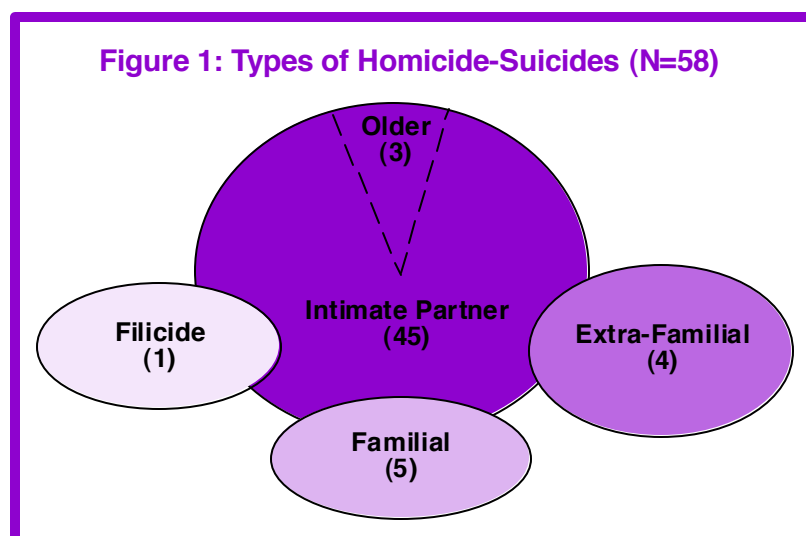 Figure 1: Types of Homicide-Suicides (N=58)
Older
(3)
Intimate Partner
(45)
Filicide
(1)
Extra-Familial
(4)
Familial
(5)